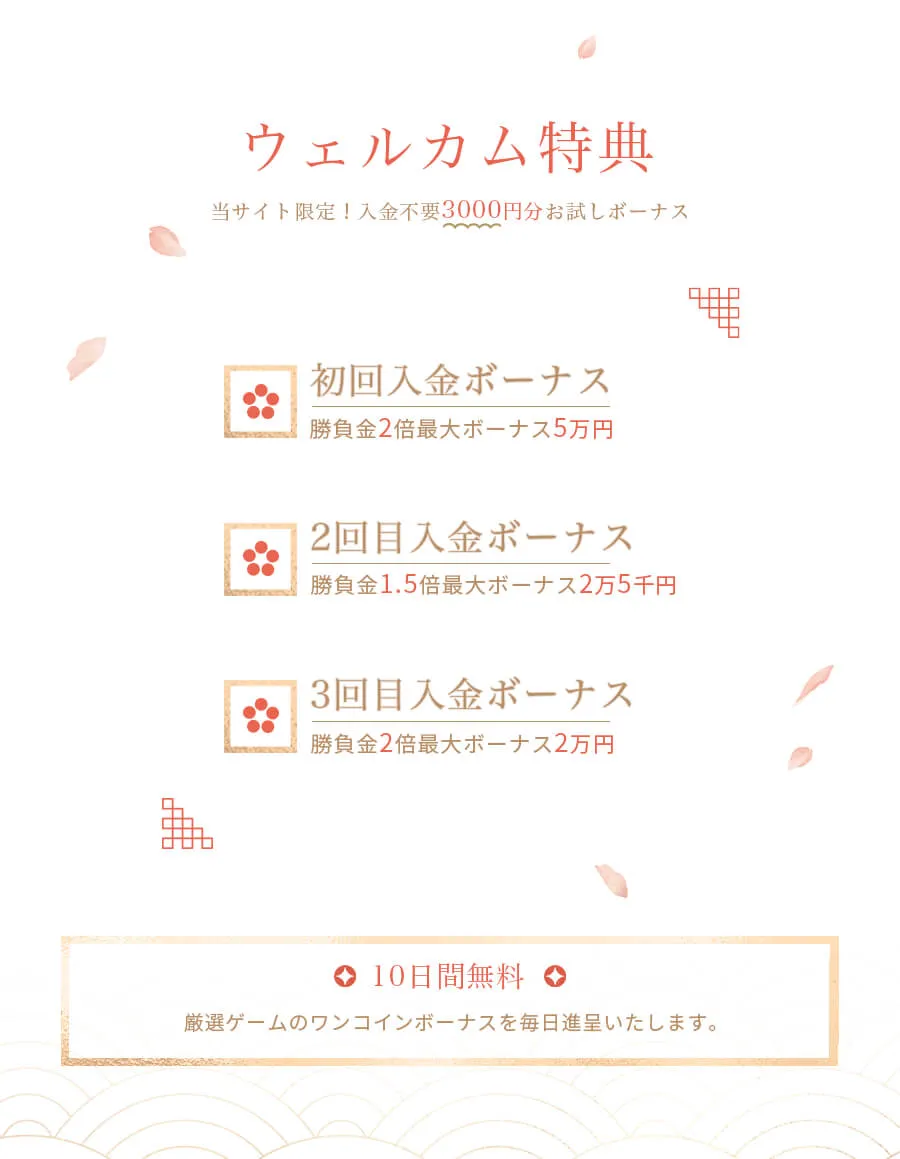 ウェルカム特典
当サイト限定！入金不要3000円分お試しボーナス
初回入金ボーナス
勝負金2倍最大ボーナス5万円
2回目入金ボーナス
勝負金1.5倍最大ボーナス2万5千円
3回目入金ボーナス
勝負金2倍最大ボーナス2万円
10日間無料
厳選ゲームのワンコインボーナスを毎日進呈いたします。